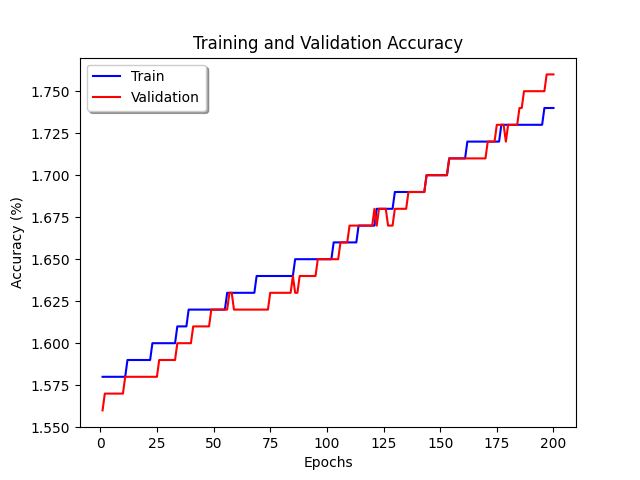 Training and Validation Accuracy
Train
Validation
1.750
1.725
1.700
1.675
1.650
1.625
1.600
1.575
1.550
Accuracy (%)
0 25 50 75 100 125 150 175 200
Epochs